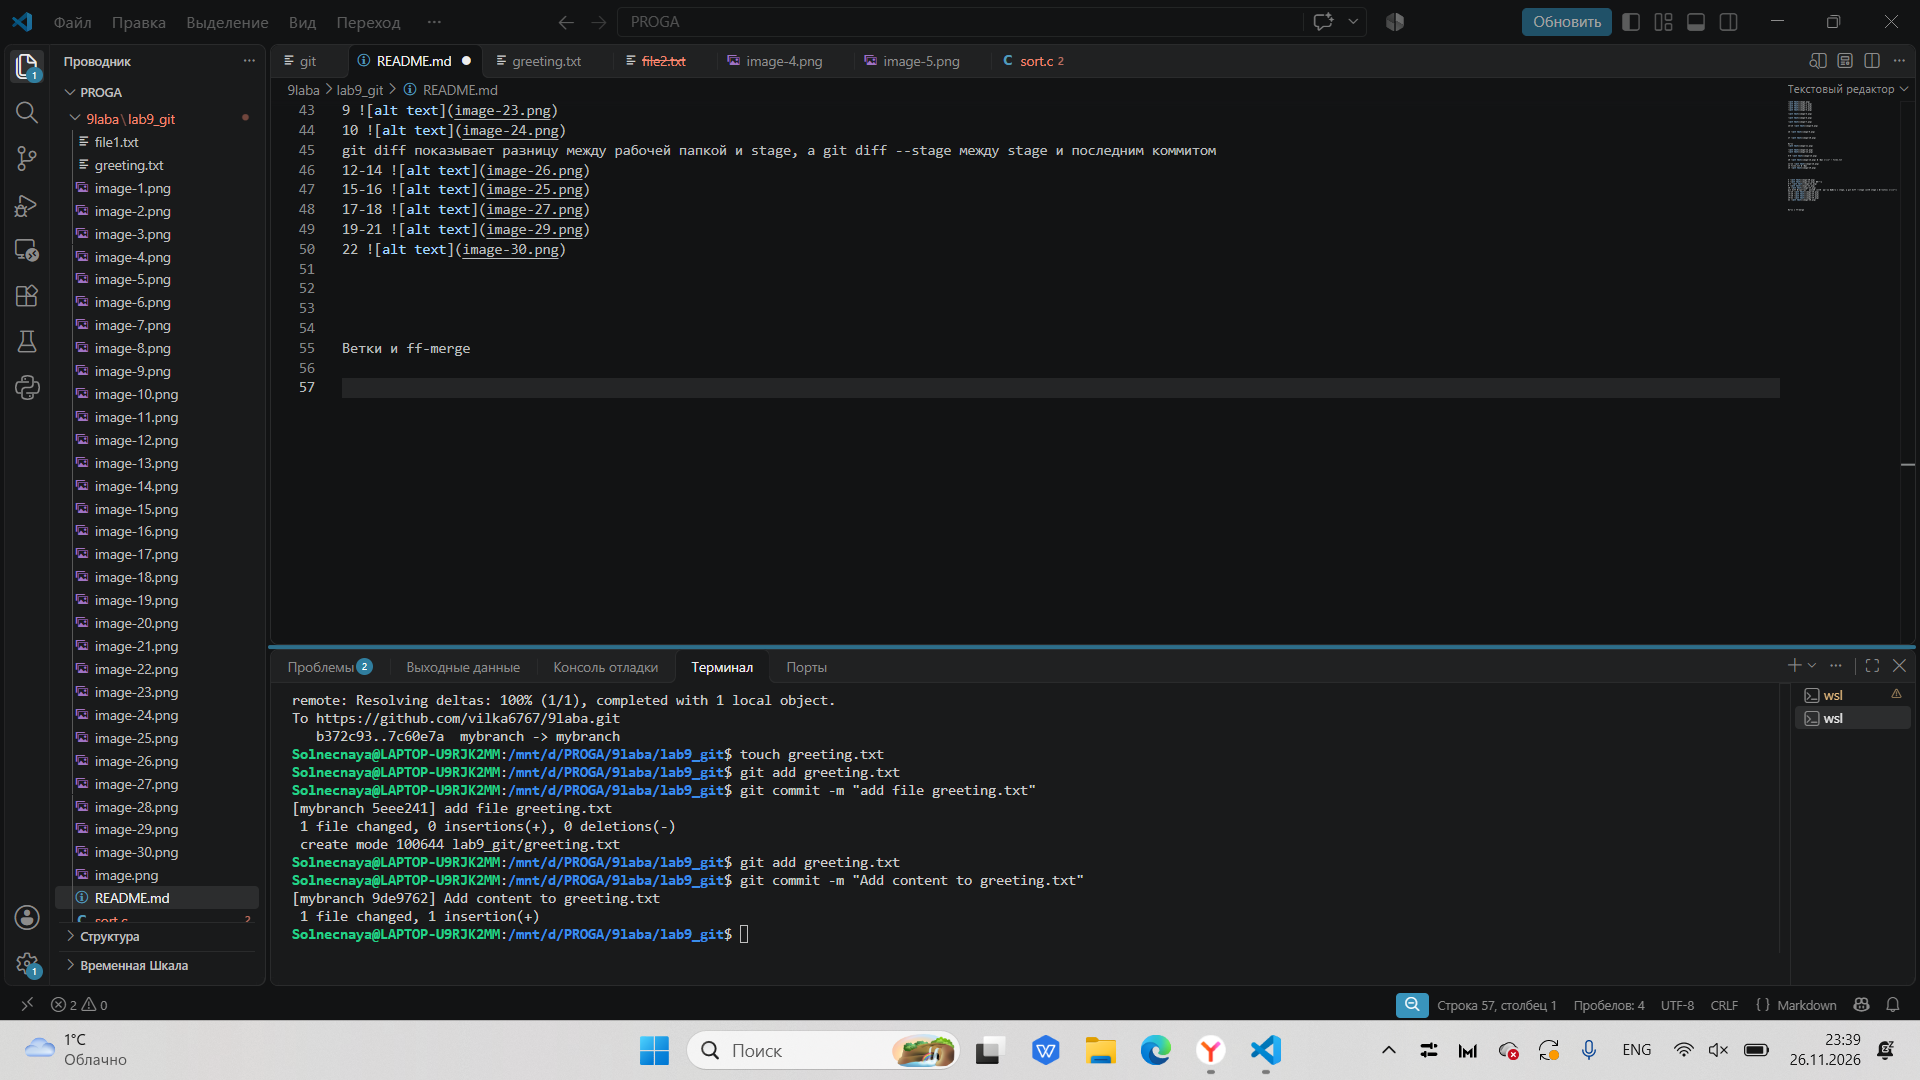 Файл Правка Выделение Вид Переход ··· PROGA Обновить
Проводник ···
git README.md greeting.txt file2.txt image-4.png image-5.png C sort.c 2 ···
PROGA
9laba\lab9_git
file1.txt
greeting.txt
image-1.png
image-2.png
image-3.png
image-4.png
image-5.png
image-6.png
image-7.png
image-8.png
image-9.png
image-10.png
image-11.png
image-12.png
image-13.png
image-14.png
image-15.png
image-16.png
image-17.png
image-18.png
image-19.png
image-20.png
image-21.png
image-22.png
image-23.png
image-24.png
image-25.png
image-26.png
image-27.png
image-28.png
image-29.png
image-30.png
image.png
README.md
C sort.c 2
Структура
Временная Шкала
9laba > lab9_git > README.md
Текстовый редактор
43 9 ![alt text](image-23.png)
44 10 ![alt text](image-24.png)
45 git diff показывает разницу между рабочей папкой и stage, а git diff --stage между stage и последним коммитом
46 12-14 ![alt text](image-26.png)
47 15-16 ![alt text](image-25.png)
48 17-18 ![alt text](image-27.png)
49 19-21 ![alt text](image-29.png)
50 22 ![alt text](image-30.png)
51
52
53
54
55 Ветки и ff-merge
56
57
Проблемы 2 Выходные данные Консоль отладки Терминал Порты ···
remote: Resolving deltas: 100% (1/1), completed with 1 local object.
To https://github.com/vilka6767/9laba.git
b372c93..7c60e7a mybranch -> mybranch
Solnecnaya@LAPTOP-U9RJK2MM:/mnt/d/PROGA/9laba/lab9_git$ touch greeting.txt
Solnecnaya@LAPTOP-U9RJK2MM:/mnt/d/PROGA/9laba/lab9_git$ git add greeting.txt
Solnecnaya@LAPTOP-U9RJK2MM:/mnt/d/PROGA/9laba/lab9_git$ git commit -m "add file greeting.txt"
[mybranch 5eee241] add file greeting.txt
1 file changed, 0 insertions(+), 0 deletions(-)
create mode 100644 lab9_git/greeting.txt
Solnecnaya@LAPTOP-U9RJK2MM:/mnt/d/PROGA/9laba/lab9_git$ git add greeting.txt
Solnecnaya@LAPTOP-U9RJK2MM:/mnt/d/PROGA/9laba/lab9_git$ git commit -m "Add content to greeting.txt"
[mybranch 9de9762] Add content to greeting.txt
1 file changed, 1 insertion(+)
Solnecnaya@LAPTOP-U9RJK2MM:/mnt/d/PROGA/9laba/lab9_git$
wsl
wsl
1
1
2 0 Строка 57, столбец 1 Пробелов: 4 UTF-8 CRLF { } Markdown
1°C
Облачно
Поиск
ENG
23:39
26.11.2026